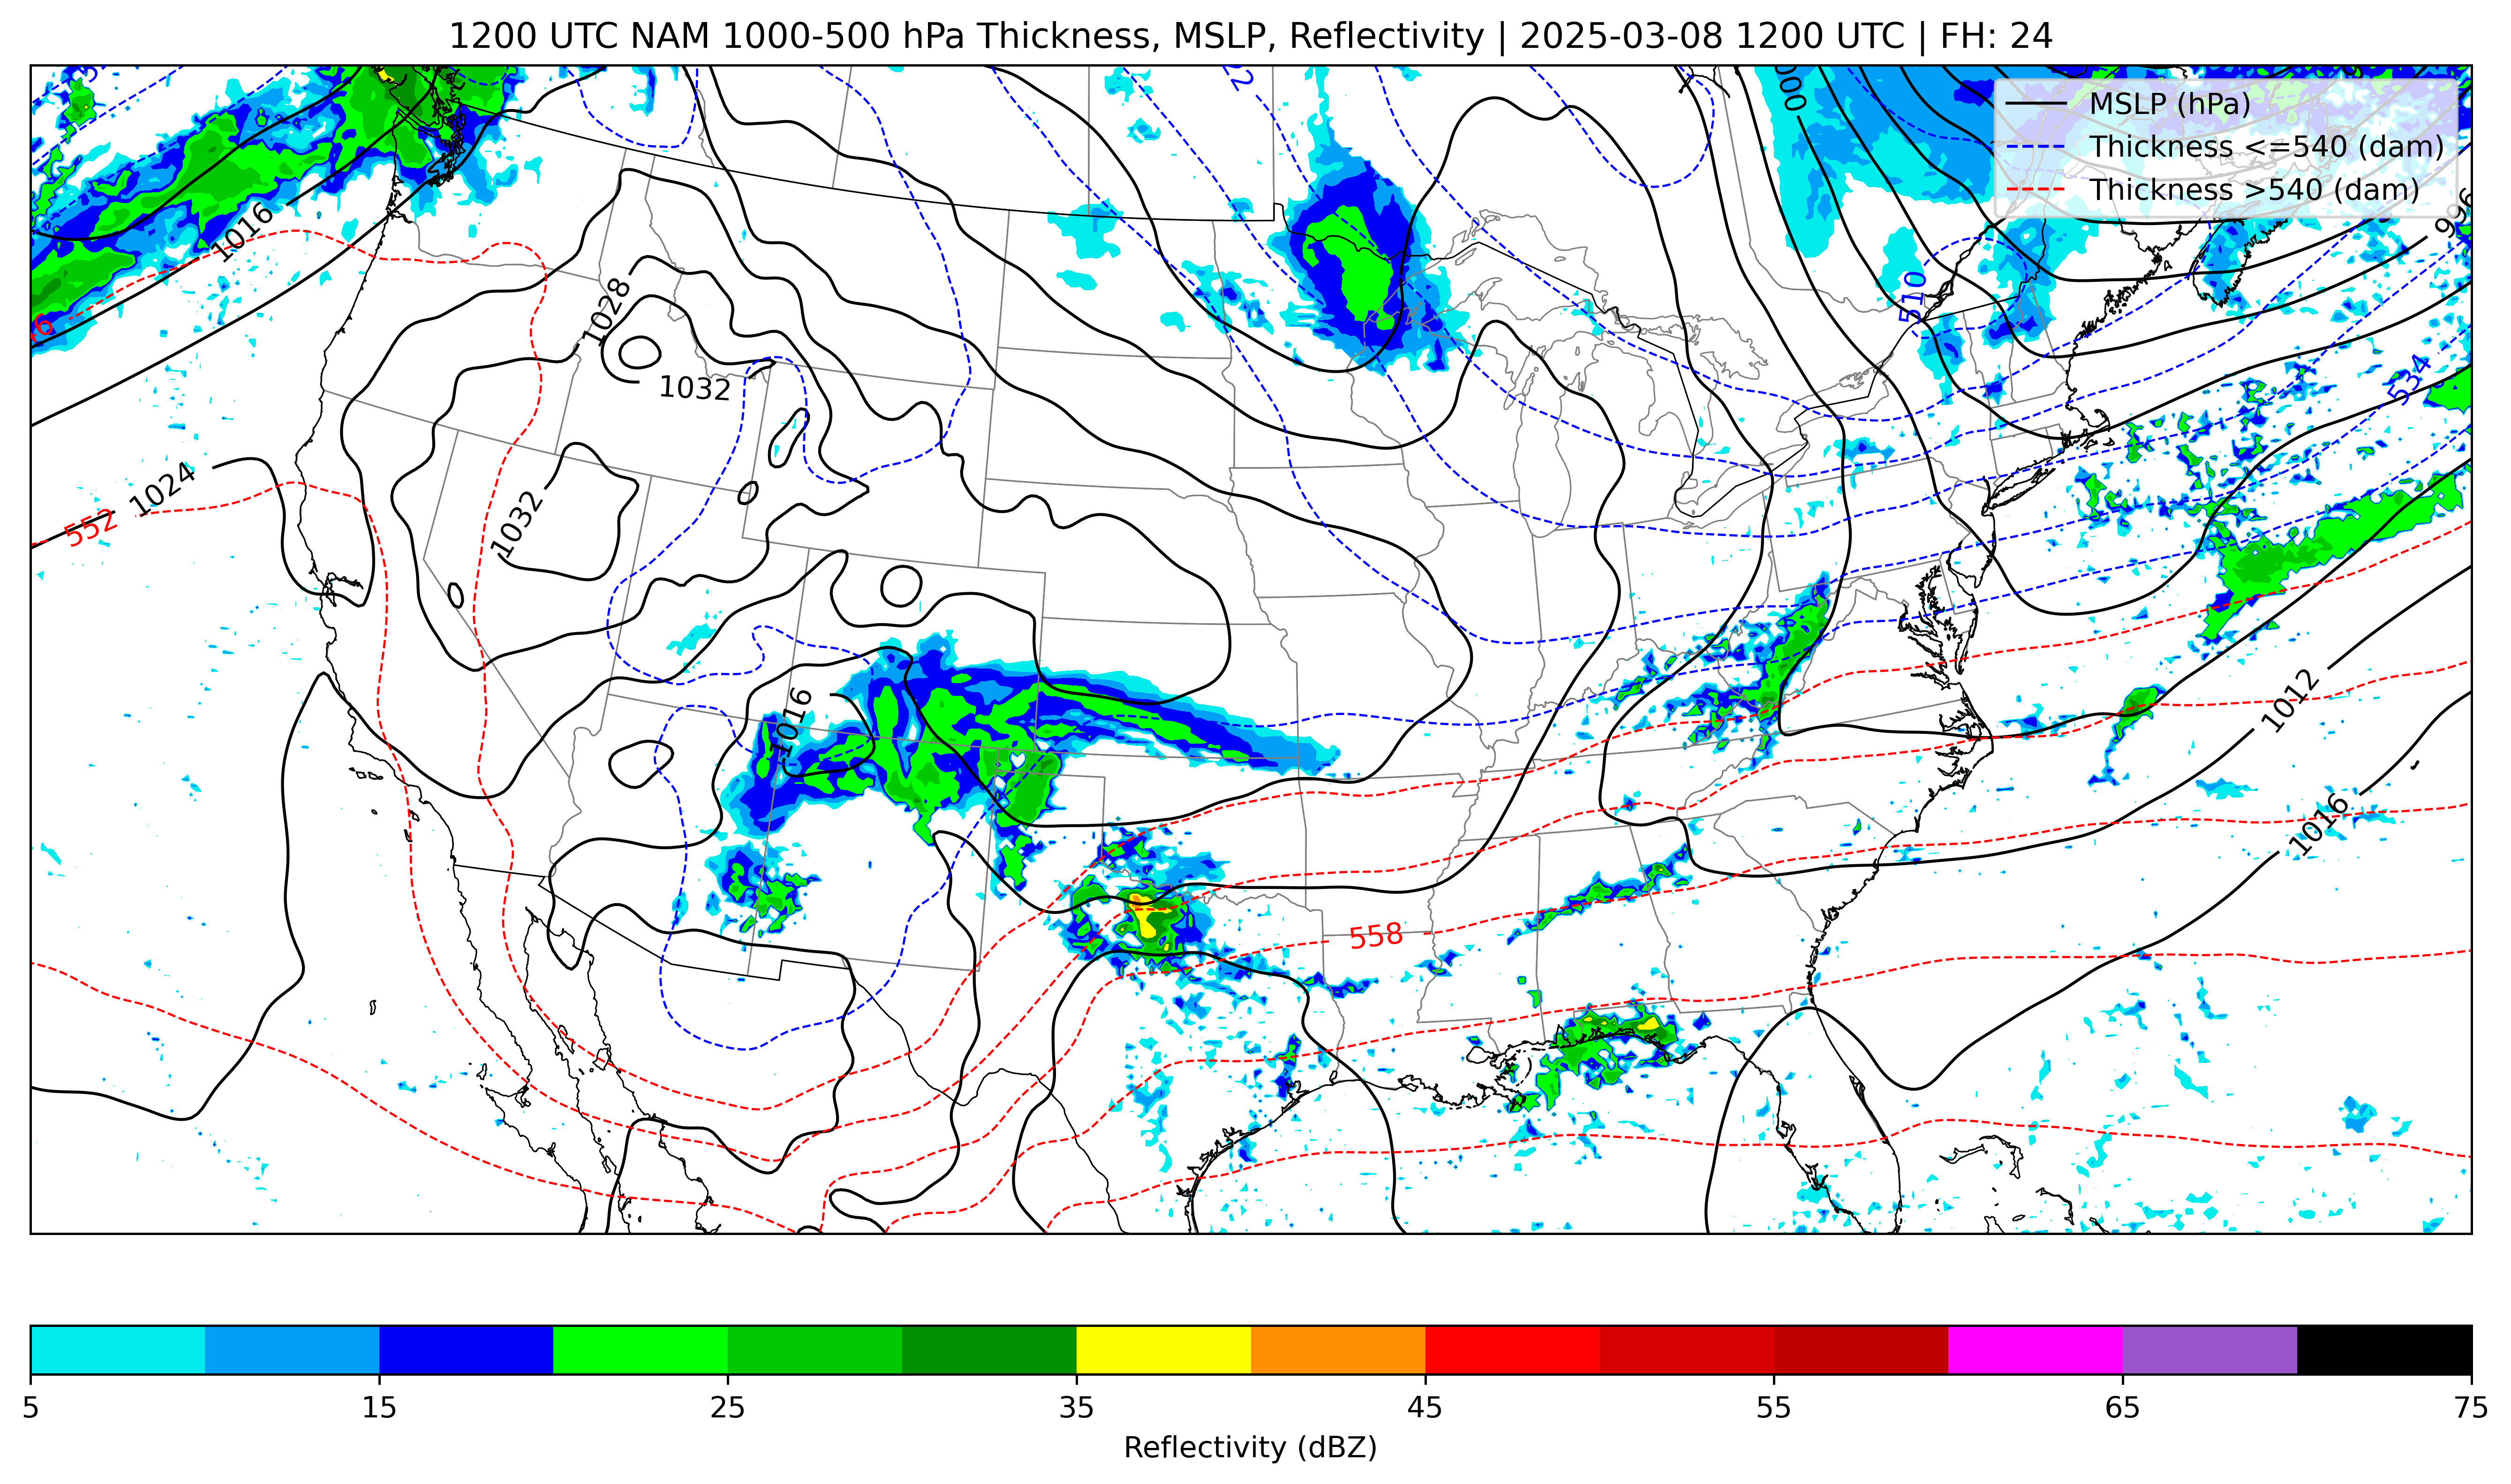 1200 UTC NAM 1000-500 hPa Thickness, MSLP, Reflectivity | 2025-03-08 1200 UTC | FH: 24
MSLP (hPa)
Thickness <=540 (dam)
Thickness >540 (dam)
996
1016
510
1028
1032
534
1024
552
1032
1016
1012
1016
558
5 15 25 35 45 55 65 75
Reflectivity (dBZ)